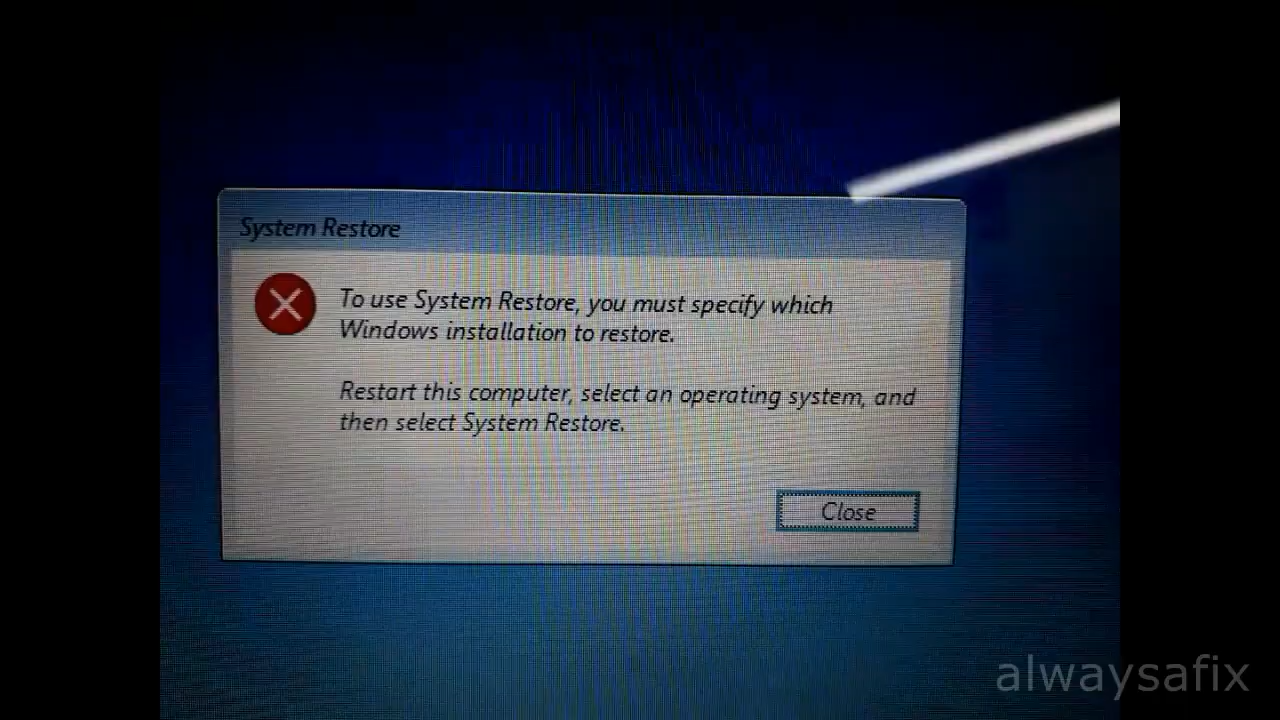 System Restore
To use System Restore, you must specify which
Windows installation to restore.
Restart this computer, select an operating system, and
then select System Restore.
Close
alwaysafix